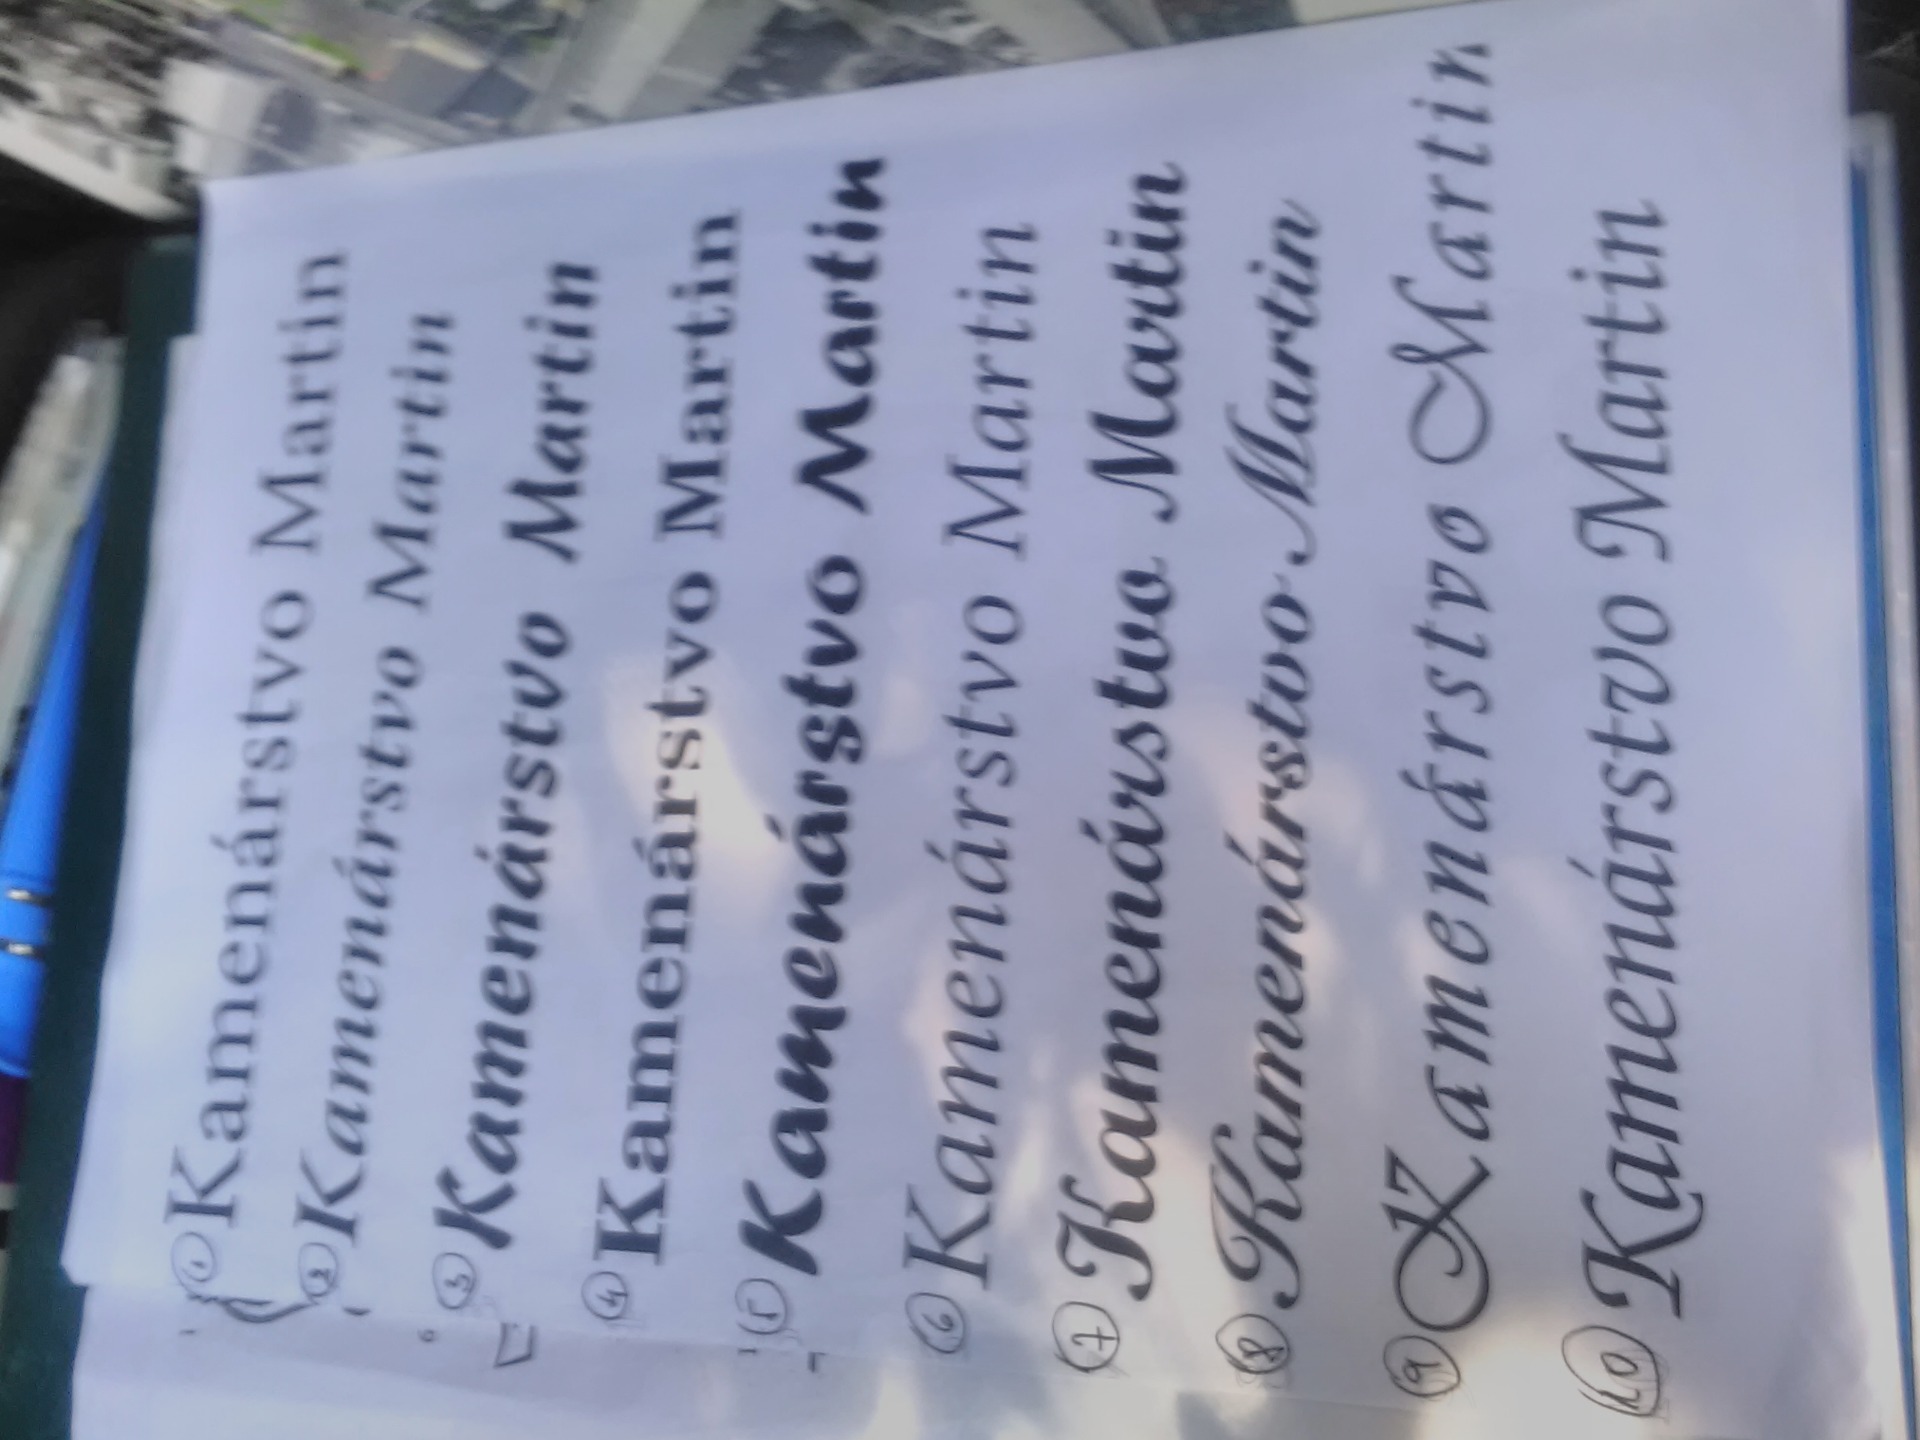 1 Kamenárstvo Martin
2 Kamenárstvo Martin
3 Kamenárstvo Martin
4 Kamenárstvo Martin
5 Kamenárstvo Martin
6 Kamenárstvo Martin
7 Kamenárstvo Martin
8 Kamenárstvo Martin
9 Kamenárstvo Martin
10 Kamenárstvo Martin